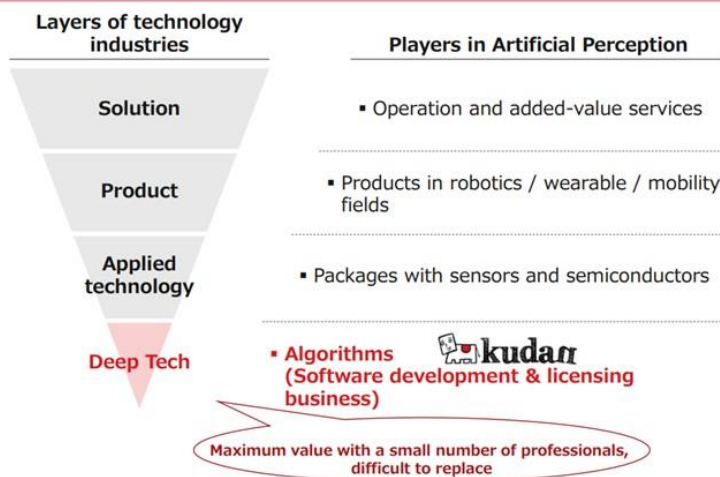 Layers of technology
industries
Players in Artificial Perception
Solution
▪ Operation and added-value services
Product
▪ Products in robotics / wearable / mobility
fields
Applied
technology
▪ Packages with sensors and semiconductors
Deep Tech
▪ Algorithms
kudan
(Software development & licensing
business)
Maximum value with a small number of professionals,
difficult to replace